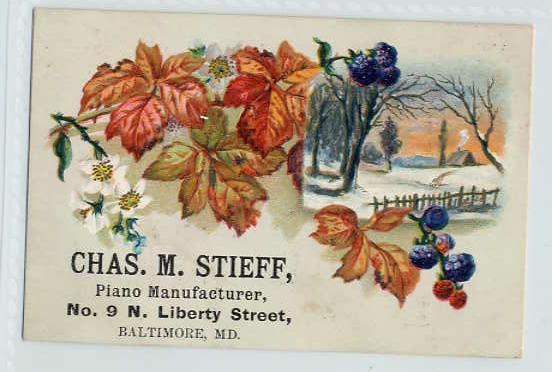 CHAS. M. STIEFF,
Piano Manufacturer,
No. 9 N. Liberty Street,
BALTIMORE, MD.